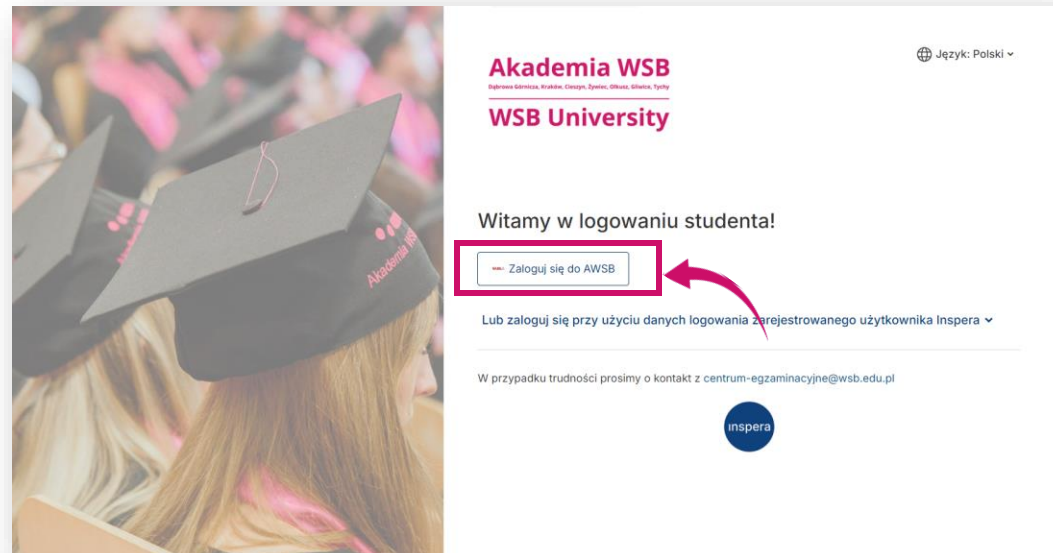 Akademia WSB
Dąbrowa Górnicza, Kraków, Cieszyn, Żywiec, Olkusz, Gliwice, Tychy
WSB University
Język: Polski
Witamy w logowaniu studenta!
Zaloguj się do AWSB
Lub zaloguj się przy użyciu danych logowania zarejestrowanego użytkownika Inspera
W przypadku trudności prosimy o kontakt z centrum-egzaminacyjne@wsb.edu.pl
inspera
Akademia